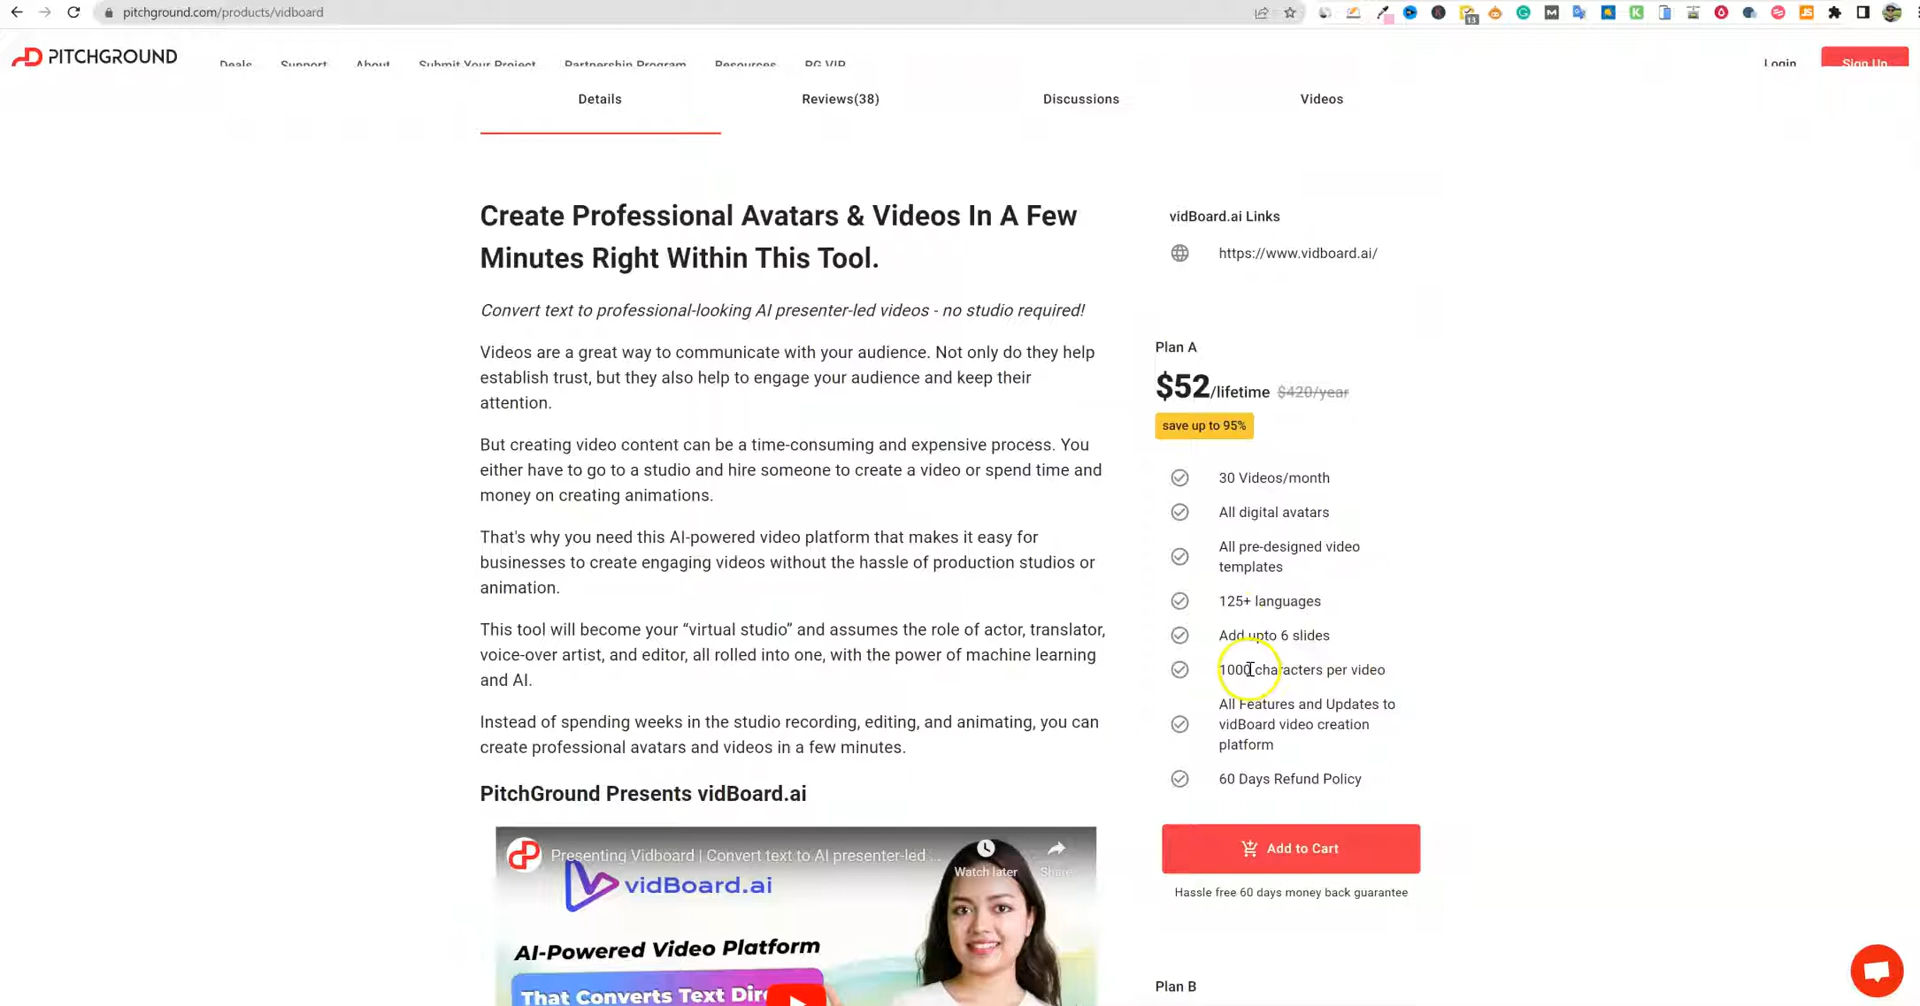 pitchground.com/products/vidboard
13
PITCHGROUND
Deals Support About Submit Your Project Partnership Program Resources PG VIP
Login Sign Up
Details Reviews(38) Discussions Videos
Create Professional Avatars & Videos In A Few
Minutes Right Within This Tool.
Convert text to professional-looking AI presenter-led videos - no studio required!
Videos are a great way to communicate with your audience. Not only do they help
establish trust, but they also help to engage your audience and keep their
attention.
But creating video content can be a time-consuming and expensive process. You
either have to go to a studio and hire someone to create a video or spend time and
money on creating animations.
That's why you need this AI-powered video platform that makes it easy for
businesses to create engaging videos without the hassle of production studios or
animation.
This tool will become your “virtual studio” and assumes the role of actor, translator,
voice-over artist, and editor, all rolled into one, with the power of machine learning
and AI.
Instead of spending weeks in the studio recording, editing, and animating, you can
create professional avatars and videos in a few minutes.
PitchGround Presents vidBoard.ai
Presenting Vidboard | Convert text to AI presenter-led ...
Watch later Share
vidBoard.ai
AI-Powered Video Platform
That Converts Text Dir
vidBoard.ai Links
https://www.vidboard.ai/
Plan A
$52/lifetime $420/year
save up to 95%
30 Videos/month
All digital avatars
All pre-designed video
templates
125+ languages
Add upto 6 slides
1000 characters per video
All Features and Updates to
vidBoard video creation
platform
60 Days Refund Policy
Add to Cart
Hassle free 60 days money back guarantee
Plan B